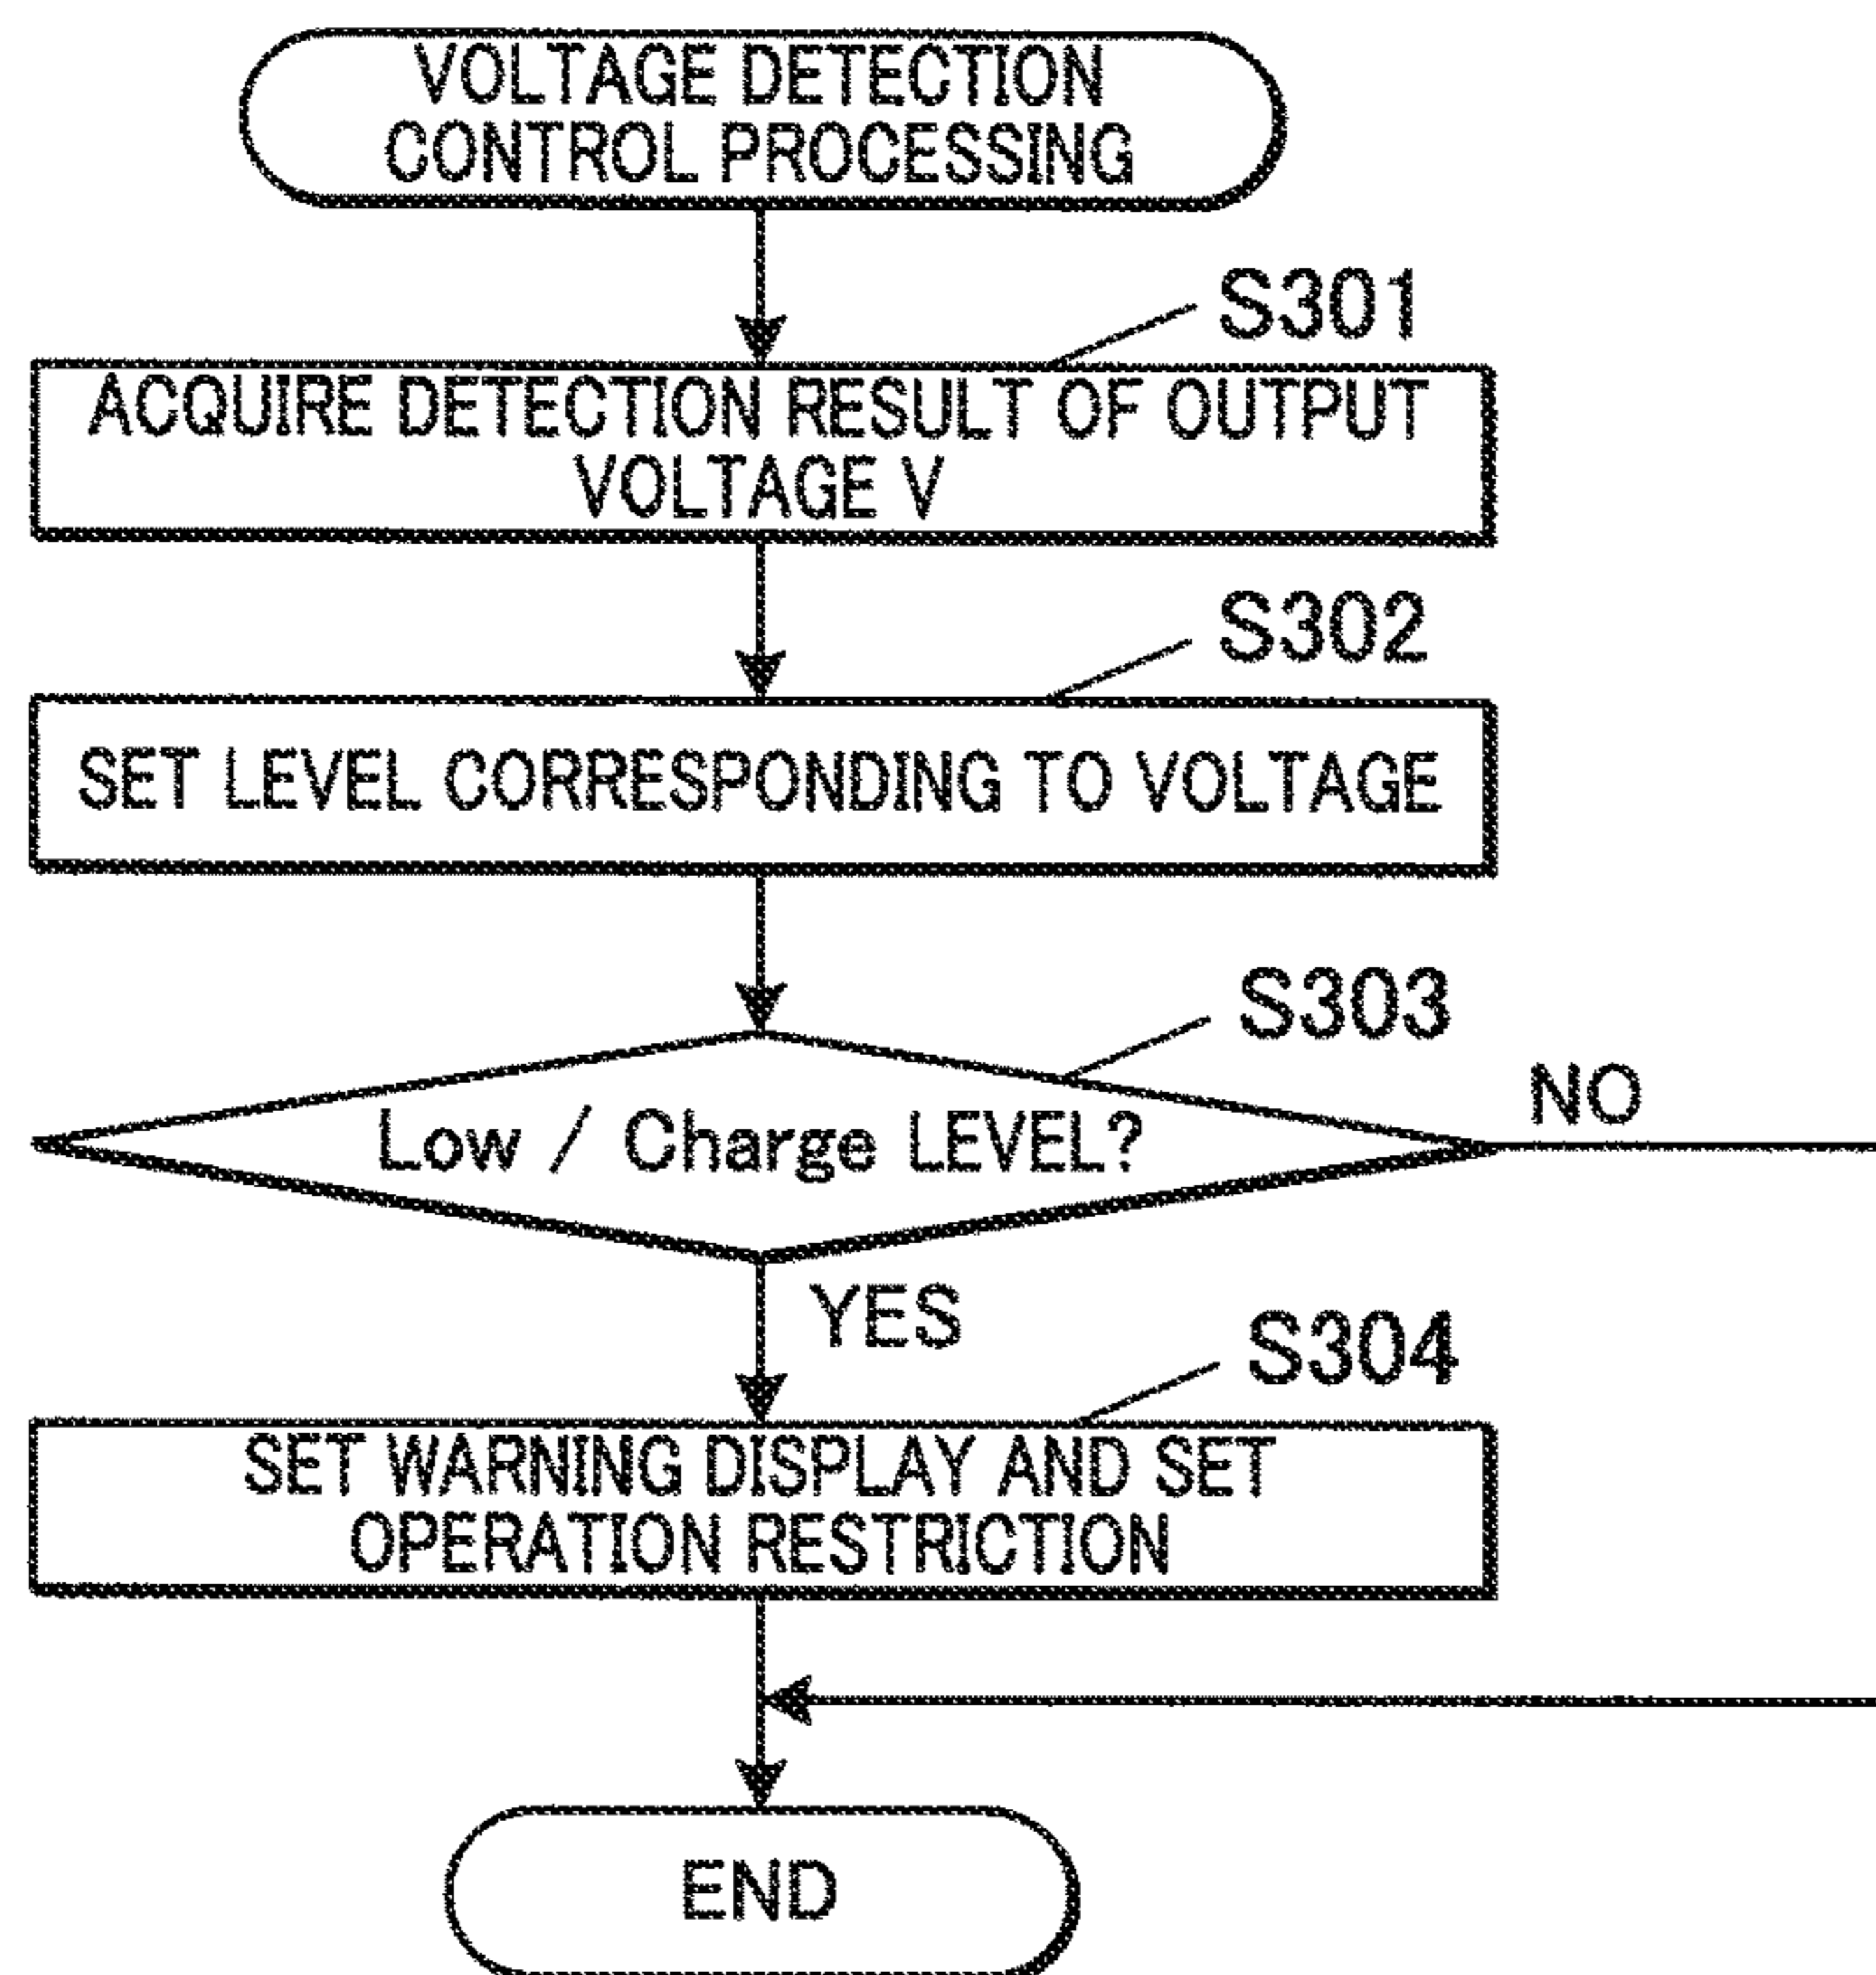 VOLTAGE DETECTION
CONTROL PROCESSING
S301
ACQUIRE DETECTION RESULT OF OUTPUT
VOLTAGE V
S302
SET LEVEL CORRESPONDING TO VOLTAGE
S303
Low / Charge LEVEL?
NO
YES
S304
SET WARNING DISPLAY AND SET
OPERATION RESTRICTION
END